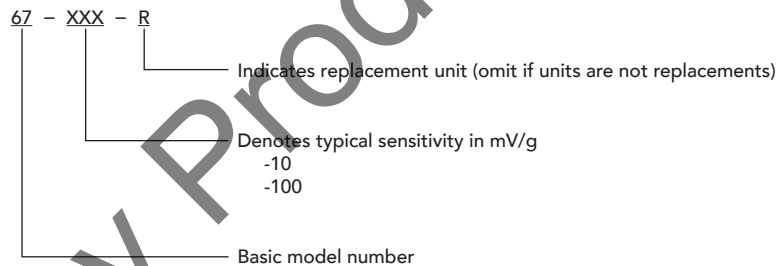 67 – XXX – R
Indicates replacement unit (omit if units are not replacements)
Denotes typical sensitivity in mV/g
-10
-100
Basic model number